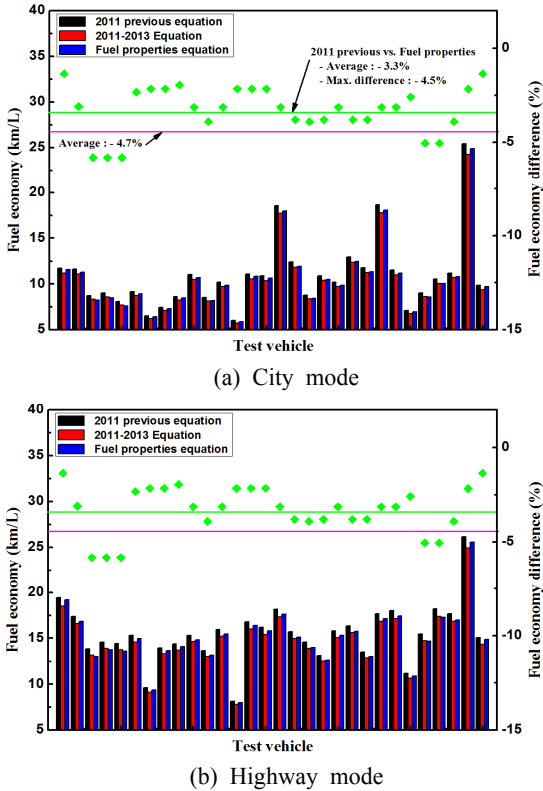 2011 previous equation
2011-2013 Equation
Fuel properties equation
2011 previous vs. Fuel properties
- Average : - 3.3%
- Max. difference : - 4.5%
Average : - 4.7%
40
35
30
25
20
15
10
5
0
-5
-10
-15
Fuel economy (km/L)
Fuel economy difference (%)
Test vehicle
(a) City mode
2011 previous equation
2011-2013 Equation
Fuel properties equation
40
35
30
25
20
15
10
5
0
-5
-10
-15
Fuel economy (km/L)
Fuel economy difference (%)
Test vehicle
(b) Highway mode